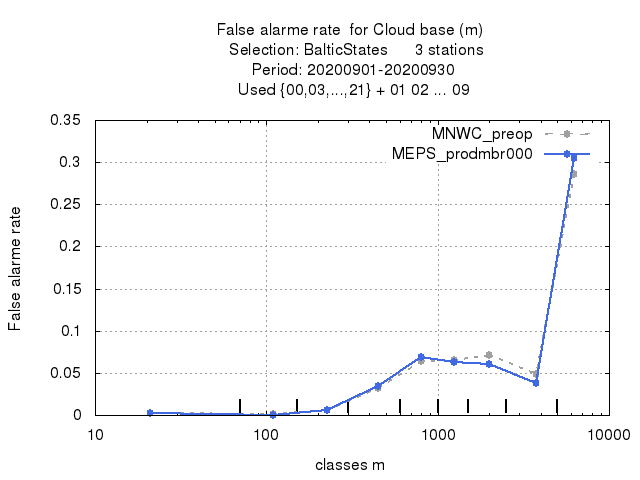 False alarme rate  for Cloud base (m)
Selection: BalticStates      3 stations
Period: 20200901-20200930
Used {00,03,...,21} + 01 02 ... 09
MNWC_preop
MEPS_prodmbr000
False alarme rate
0.35
0.3
0.25
0.2
0.15
0.1
0.05
0
10
100
1000
10000
classes m